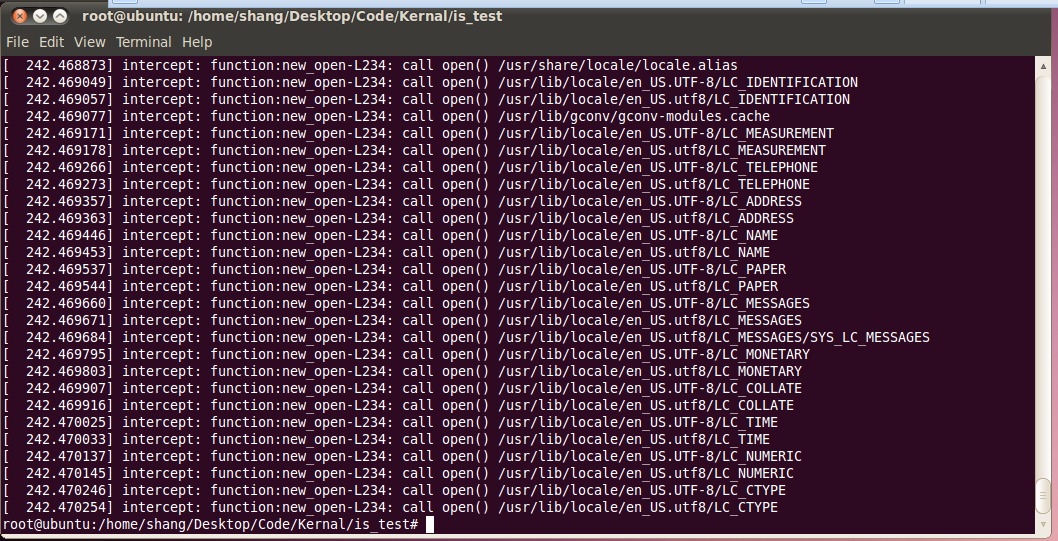 root@ubuntu: /home/shang/Desktop/Code/Kernal/is_test
File Edit View Terminal Help
[  242.468873] intercept: function:new_open-L234: call open() /usr/share/locale/locale.alias
[  242.469049] intercept: function:new_open-L234: call open() /usr/lib/locale/en_US.UTF-8/LC_IDENTIFICATION
[  242.469057] intercept: function:new_open-L234: call open() /usr/lib/locale/en_US.utf8/LC_IDENTIFICATION
[  242.469077] intercept: function:new_open-L234: call open() /usr/lib/gconv/gconv-modules.cache
[  242.469171] intercept: function:new_open-L234: call open() /usr/lib/locale/en_US.UTF-8/LC_MEASUREMENT
[  242.469178] intercept: function:new_open-L234: call open() /usr/lib/locale/en_US.utf8/LC_MEASUREMENT
[  242.469266] intercept: function:new_open-L234: call open() /usr/lib/locale/en_US.UTF-8/LC_TELEPHONE
[  242.469273] intercept: function:new_open-L234: call open() /usr/lib/locale/en_US.utf8/LC_TELEPHONE
[  242.469357] intercept: function:new_open-L234: call open() /usr/lib/locale/en_US.UTF-8/LC_ADDRESS
[  242.469363] intercept: function:new_open-L234: call open() /usr/lib/locale/en_US.utf8/LC_ADDRESS
[  242.469446] intercept: function:new_open-L234: call open() /usr/lib/locale/en_US.UTF-8/LC_NAME
[  242.469453] intercept: function:new_open-L234: call open() /usr/lib/locale/en_US.utf8/LC_NAME
[  242.469537] intercept: function:new_open-L234: call open() /usr/lib/locale/en_US.UTF-8/LC_PAPER
[  242.469544] intercept: function:new_open-L234: call open() /usr/lib/locale/en_US.utf8/LC_PAPER
[  242.469660] intercept: function:new_open-L234: call open() /usr/lib/locale/en_US.UTF-8/LC_MESSAGES
[  242.469671] intercept: function:new_open-L234: call open() /usr/lib/locale/en_US.utf8/LC_MESSAGES
[  242.469684] intercept: function:new_open-L234: call open() /usr/lib/locale/en_US.utf8/LC_MESSAGES/SYS_LC_MESSAGES
[  242.469795] intercept: function:new_open-L234: call open() /usr/lib/locale/en_US.UTF-8/LC_MONETARY
[  242.469803] intercept: function:new_open-L234: call open() /usr/lib/locale/en_US.utf8/LC_MONETARY
[  242.469907] intercept: function:new_open-L234: call open() /usr/lib/locale/en_US.UTF-8/LC_COLLATE
[  242.469916] intercept: function:new_open-L234: call open() /usr/lib/locale/en_US.utf8/LC_COLLATE
[  242.470025] intercept: function:new_open-L234: call open() /usr/lib/locale/en_US.UTF-8/LC_TIME
[  242.470033] intercept: function:new_open-L234: call open() /usr/lib/locale/en_US.utf8/LC_TIME
[  242.470137] intercept: function:new_open-L234: call open() /usr/lib/locale/en_US.UTF-8/LC_NUMERIC
[  242.470145] intercept: function:new_open-L234: call open() /usr/lib/locale/en_US.utf8/LC_NUMERIC
[  242.470246] intercept: function:new_open-L234: call open() /usr/lib/locale/en_US.UTF-8/LC_CTYPE
[  242.470254] intercept: function:new_open-L234: call open() /usr/lib/locale/en_US.utf8/LC_CTYPE
root@ubuntu:/home/shang/Desktop/Code/Kernal/is_test#